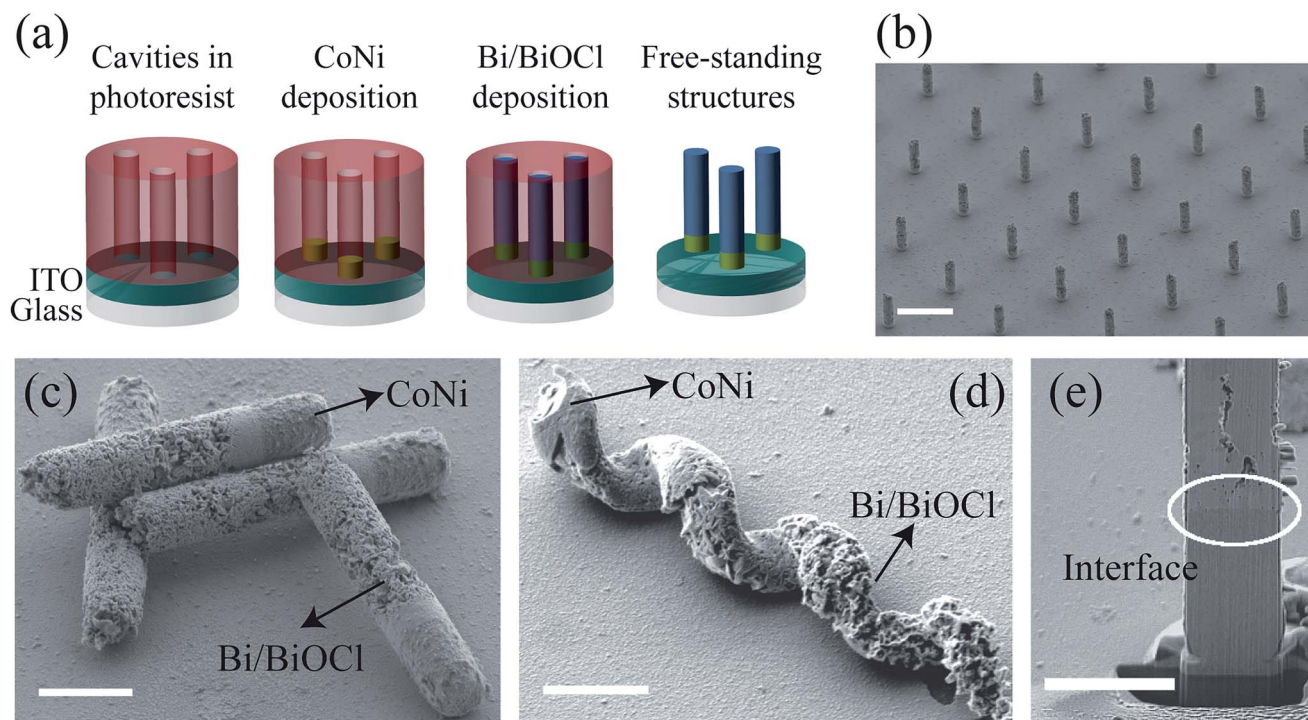 (a)
Cavities in
photoresist
CoNi
deposition
Bi/BiOCl
deposition
Free-standing
structures
ITO
Glass
(b)
(c)
CoNi
Bi/BiOCl
CoNi
(d)
Bi/BiOCl
(e)
Interface